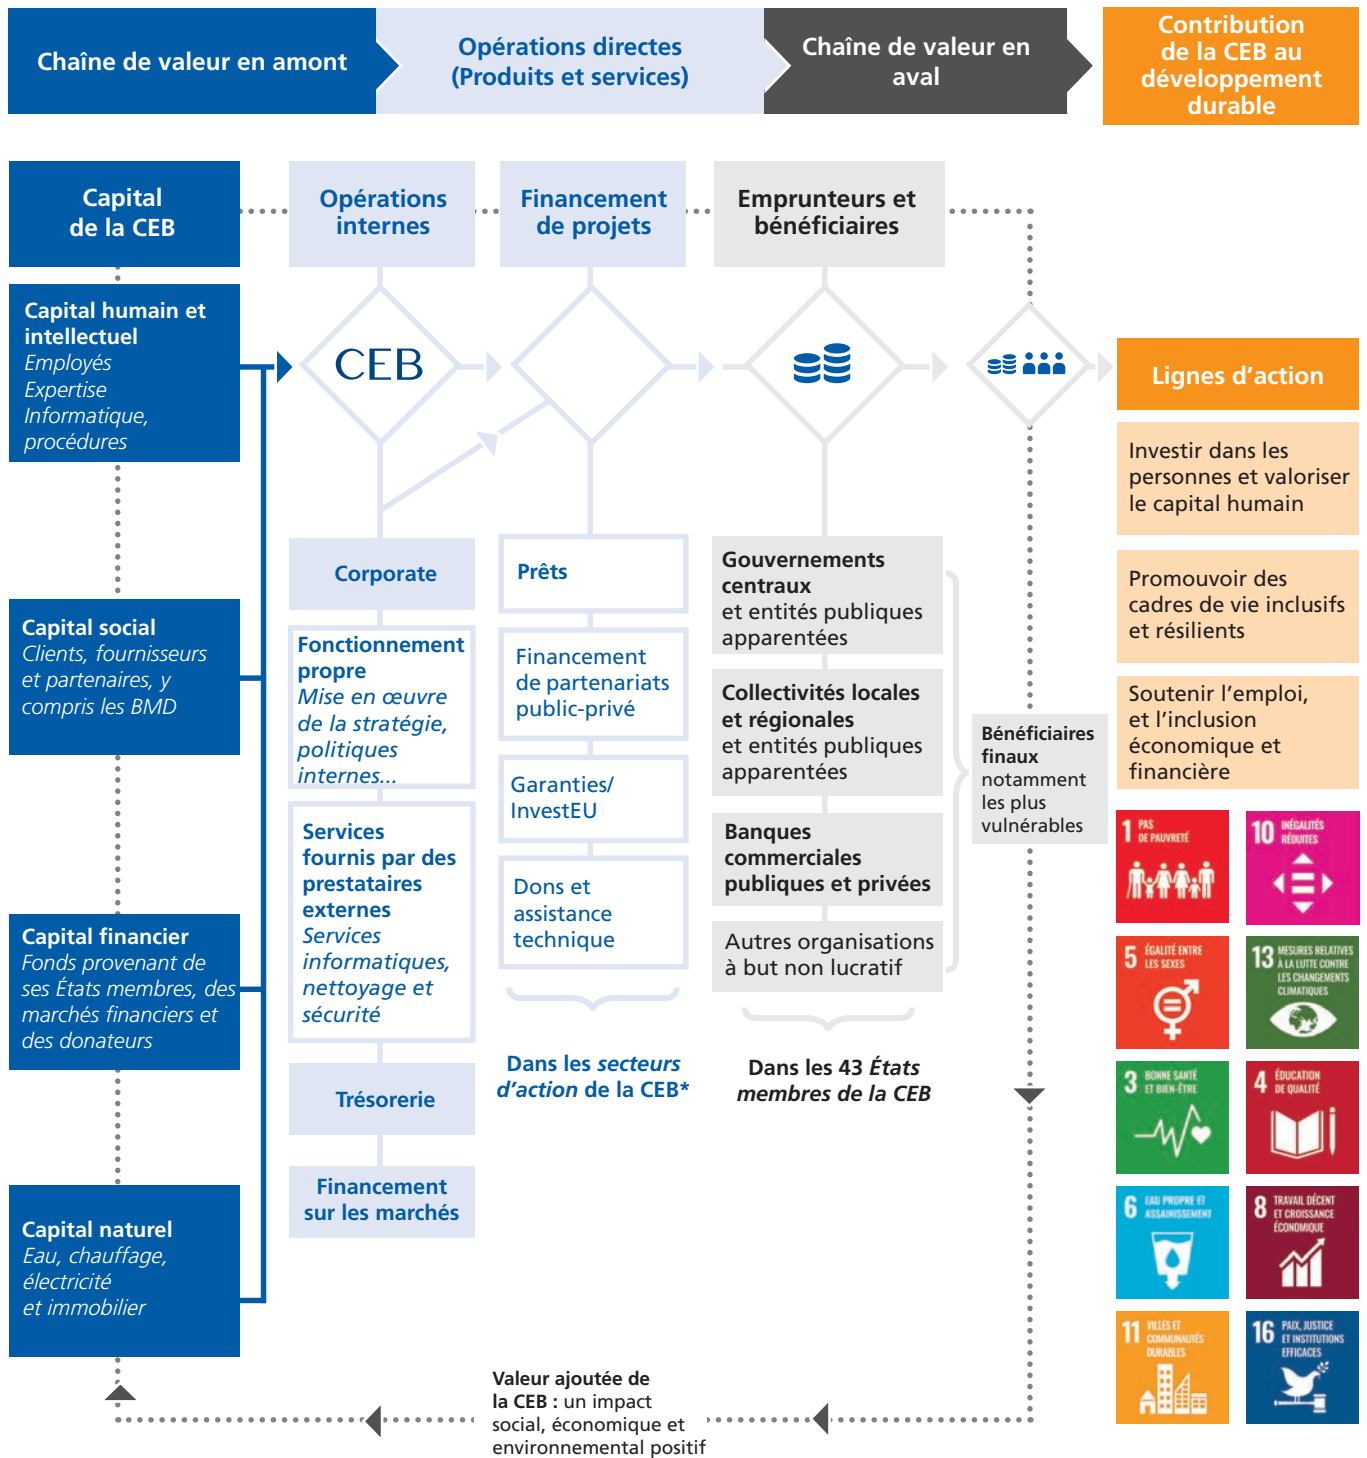 Chaîne de valeur en amont
Opérations directes
(Produits et services)
Chaîne de valeur en
aval
Contribution
de la CEB au
développement
durable
Capital
de la CEB
Capital humain et
intellectuel
Employés
Expertise
Informatique,
procédures
Capital social
Clients, fournisseurs
et partenaires, y
compris les BMD
Capital financier
Fonds provenant de
ses États membres, des
marchés financiers et
des donateurs
Capital naturel
Eau, chauffage,
électricité
et immobilier
Opérations
internes
CEB
Corporate
Fonctionnement
propre
Mise en œuvre
de la stratégie,
politiques
internes...
Services
fournis par des
prestataires
externes
Services
informatiques,
nettoyage et
sécurité
Trésorerie
Financement
sur les marchés
Financement
de projets
Prêts
Financement
de partenariats
public-privé
Garanties/
InvestEU
Dons et
assistance
technique
Dans les secteurs
d'action de la CEB*
Emprunteurs et
bénéficiaires
Gouvernements
centraux
et entités publiques
apparentées
Collectivités locales
et régionales
et entités publiques
apparentées
Banques
commerciales
publiques et privées
Autres organisations
à but non lucratif
Dans les 43 États
membres de la CEB
Bénéficiaires
finaux
notamment
les plus
vulnérables
Lignes d'action
Investir dans les
personnes et valoriser
le capital humain
Promouvoir des
cadres de vie inclusifs
et résilients
Soutenir l'emploi,
et l'inclusion
économique et
financière
1 PAS
DE PAUVRETÉ
10 INÉGALITÉS
RÉDUITES
5 ÉGALITÉ ENTRE
LES SEXES
13 MESURES RELATIVES
À LA LUTTE CONTRE
LES CHANGEMENTS
CLIMATIQUES
3 BONNE SANTÉ
ET BIEN-ÊTRE
4 ÉDUCATION
DE QUALITÉ
6 EAU PROPRE ET
ASSAINISSEMENT
8 TRAVAIL DÉCENT
ET CROISSANCE
ÉCONOMIQUE
11 VILLES ET
COMMUNAUTÉS
DURABLES
16 PAIX, JUSTICE
ET INSTITUTIONS
EFFICACES
Valeur ajoutée de
la CEB : un impact
social, économique et
environnemental positif